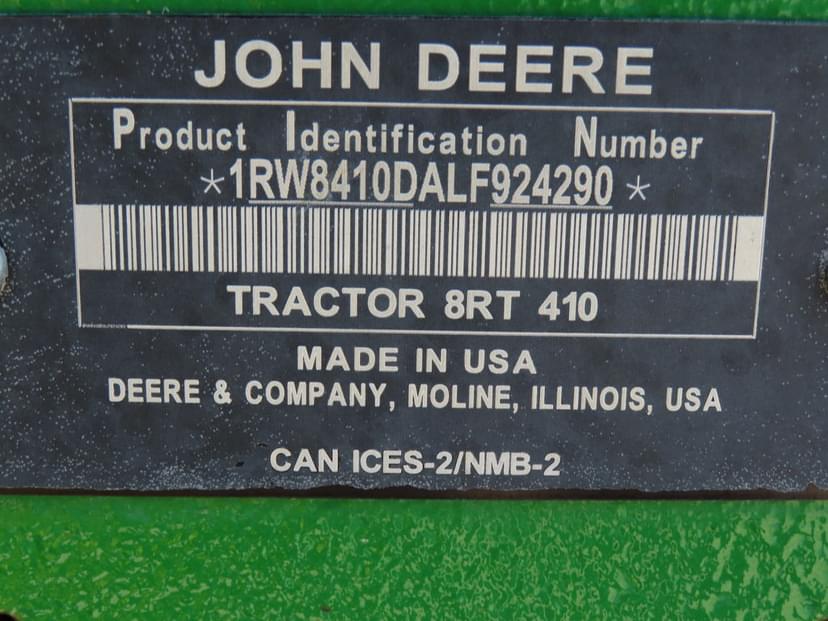 JOHN DEERE
Product Identification Number
*1RW8410DALF924290*
TRACTOR 8RT 410
MADE IN USA
DEERE & COMPANY, MOLINE, ILLINOIS, USA
CAN ICES-2/NMB-2